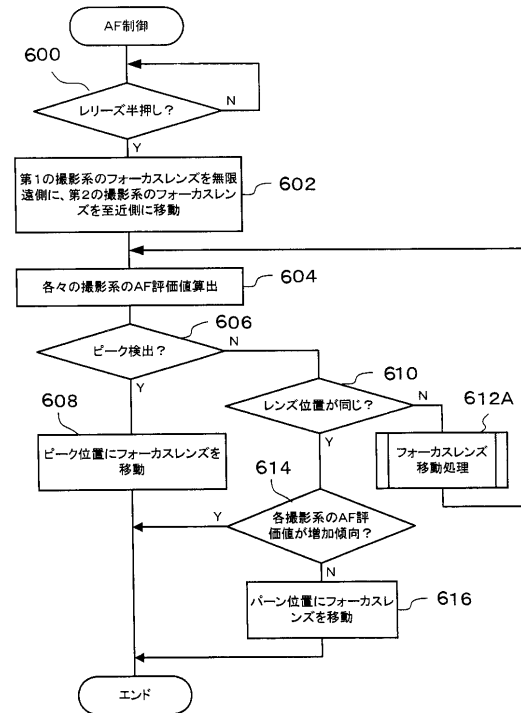 AF制御
600
レリーズ半押し?
N
Y
第1の撮影系のフォーカスレンズを無限
遠側に、第2の撮影系のフォーカスレン
ズを至近側に移動
602
各々の撮影系のAF評価値算出
604
606
ピーク検出?
N
Y
610
レンズ位置が同じ?
N
Y
612A
フォーカスレンズ
移動処理
608
ピーク位置にフォーカスレンズを
移動
614
各撮影系のAF評
価値が増加傾向?
Y
N
パーン位置にフォーカスレ
ンズを移動
616
エンド